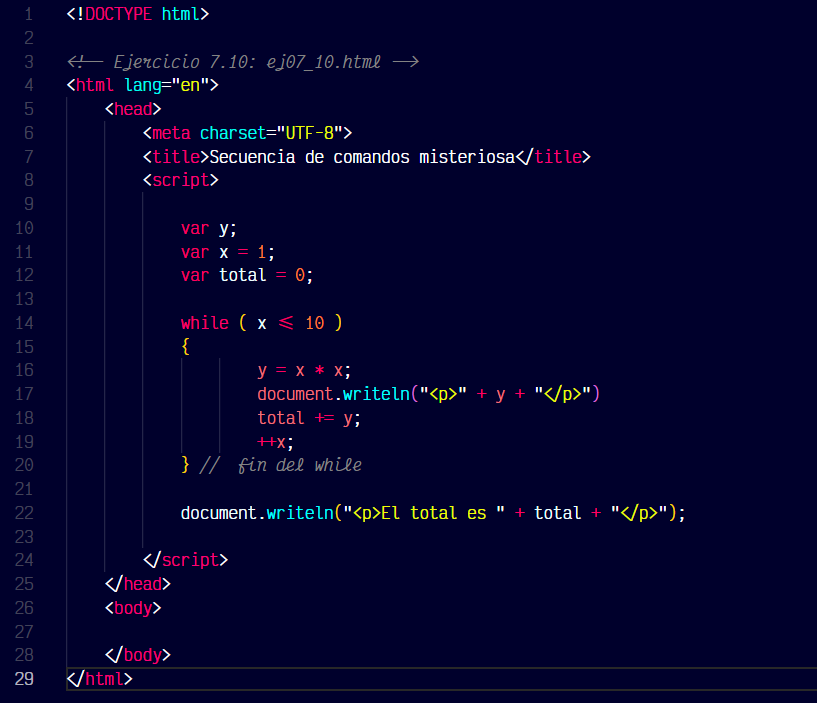 1 <!DOCTYPE html>
2
3 <!-- Ejercicio 7.10: ej07_10.html -->
4 <html lang="en">
5     <head>
6         <meta charset="UTF-8">
7         <title>Secuencia de comandos misteriosa</title>
8         <script>
9
10             var y;
11             var x = 1;
12             var total = 0;
13
14             while ( x <= 10 )
15             {
16                     y = x * x;
17                     document.writeln("<p>" + y + "</p>")
18                     total += y;
19                     ++x;
20             } //  fin del while
21
22             document.writeln("<p>El total es " + total + "</p>");
23
24         </script>
25     </head>
26     <body>
27
28     </body>
29 </html>